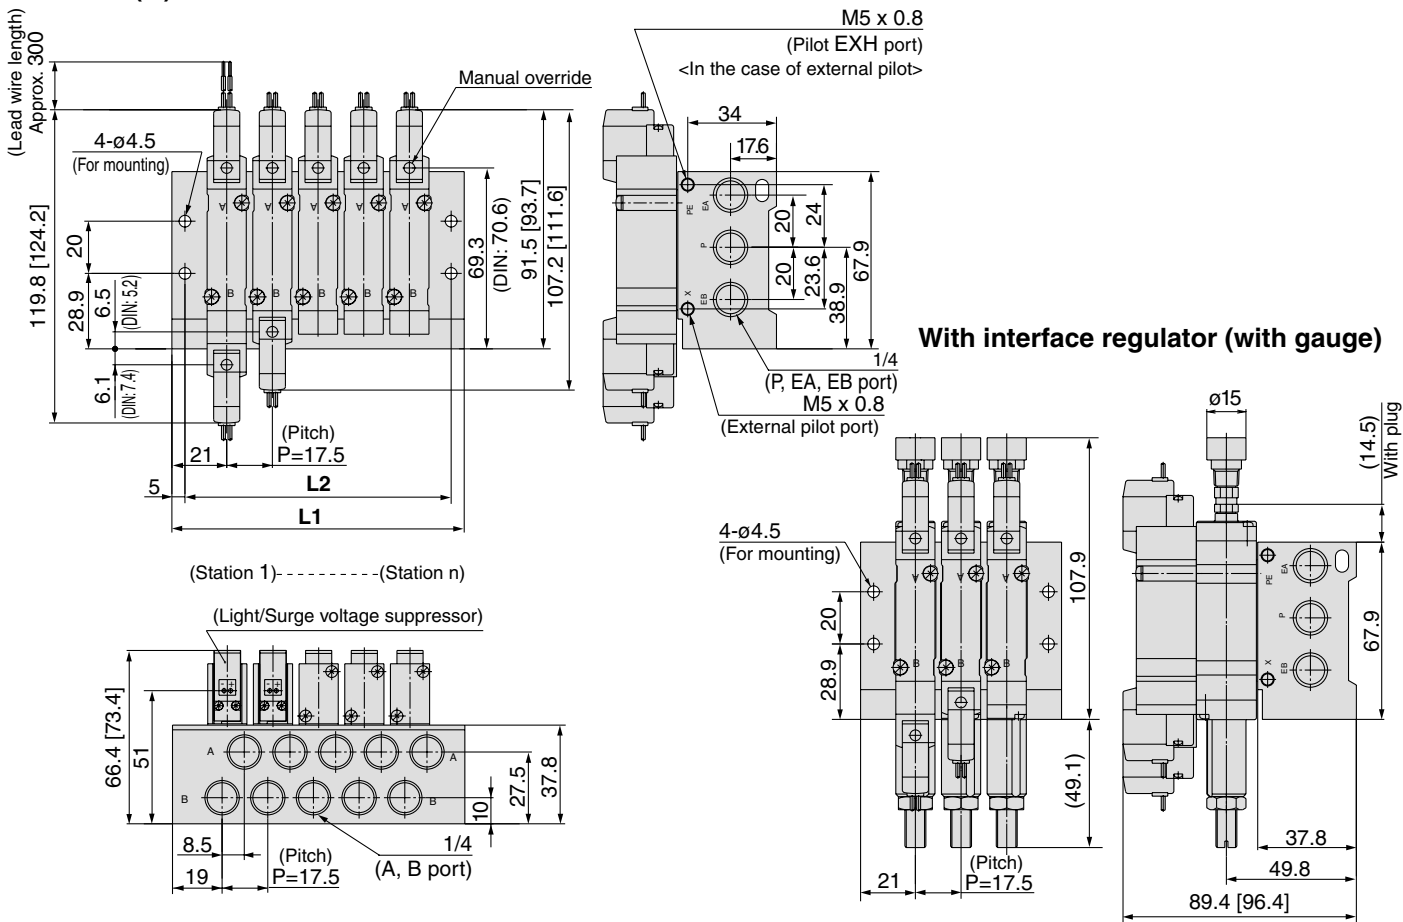 (Lead wire length)
Approx. 300
Manual override
4-ø4.5
(For mounting)
119.8 [124.2]
20
28.9
6.5
(DIN: 5.2)
6.1
(DIN: 7.4)
A A A A A
B B B B B
69.3
(DIN: 70.6)
91.5 [93.7]
107.2 [111.6]
21
(Pitch)
P=17.5
5
L2
L1
M5 x 0.8
(Pilot EXH port)
<In the case of external pilot>
34
17.6
PE
EA
P
X
EB
20
24
20
23.6
38.9
67.9
1/4
(P, EA, EB port)
M5 x 0.8
(External pilot port)
(Station 1)
(Station n)
(Light/Surge voltage suppressor)
66.4 [73.4]
51
A
A
B
B
10
27.5
37.8
8.5
19
(Pitch)
P=17.5
1/4
(A, B port)
With interface regulator (with gauge)
4-ø4.5
(For mounting)
20
28.9
A A A
B B B
107.9
(49.1)
21
(Pitch)
P=17.5
ø15
(14.5)
With plug
PE
EA
P
X
EB
67.9
37.8
49.8
89.4 [96.4]